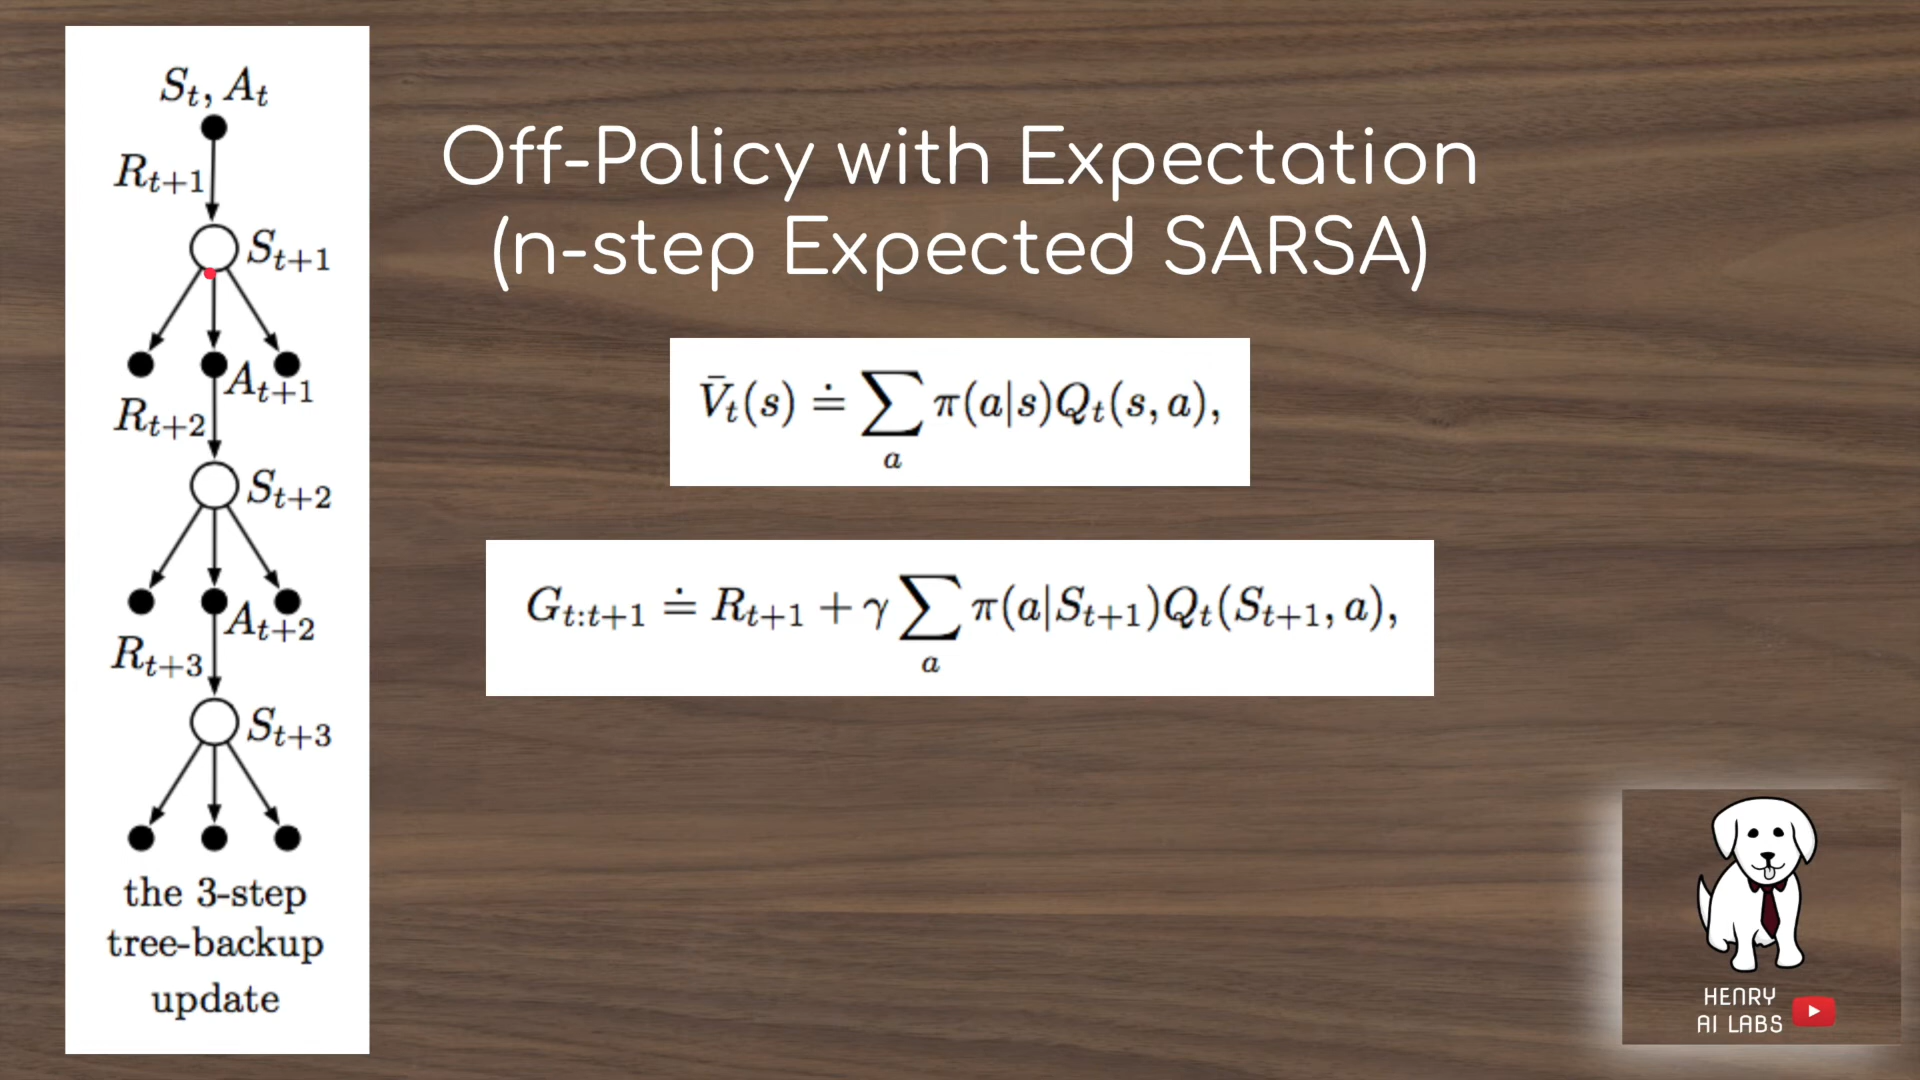 S_t, A_t
R_{t+1}
S_{t+1}
A_{t+1}
R_{t+2}
S_{t+2}
A_{t+2}
R_{t+3}
S_{t+3}
the 3-step
tree-backup
update
Off-Policy with Expectation
(n-step Expected SARSA)
V̄_t(s) ≐ ∑_a π(a|s)Q_t(s, a),
G_{t:t+1} ≐ R_{t+1} + γ ∑_a π(a|S_{t+1})Q_t(S_{t+1}, a),
HENRY
AI LABS